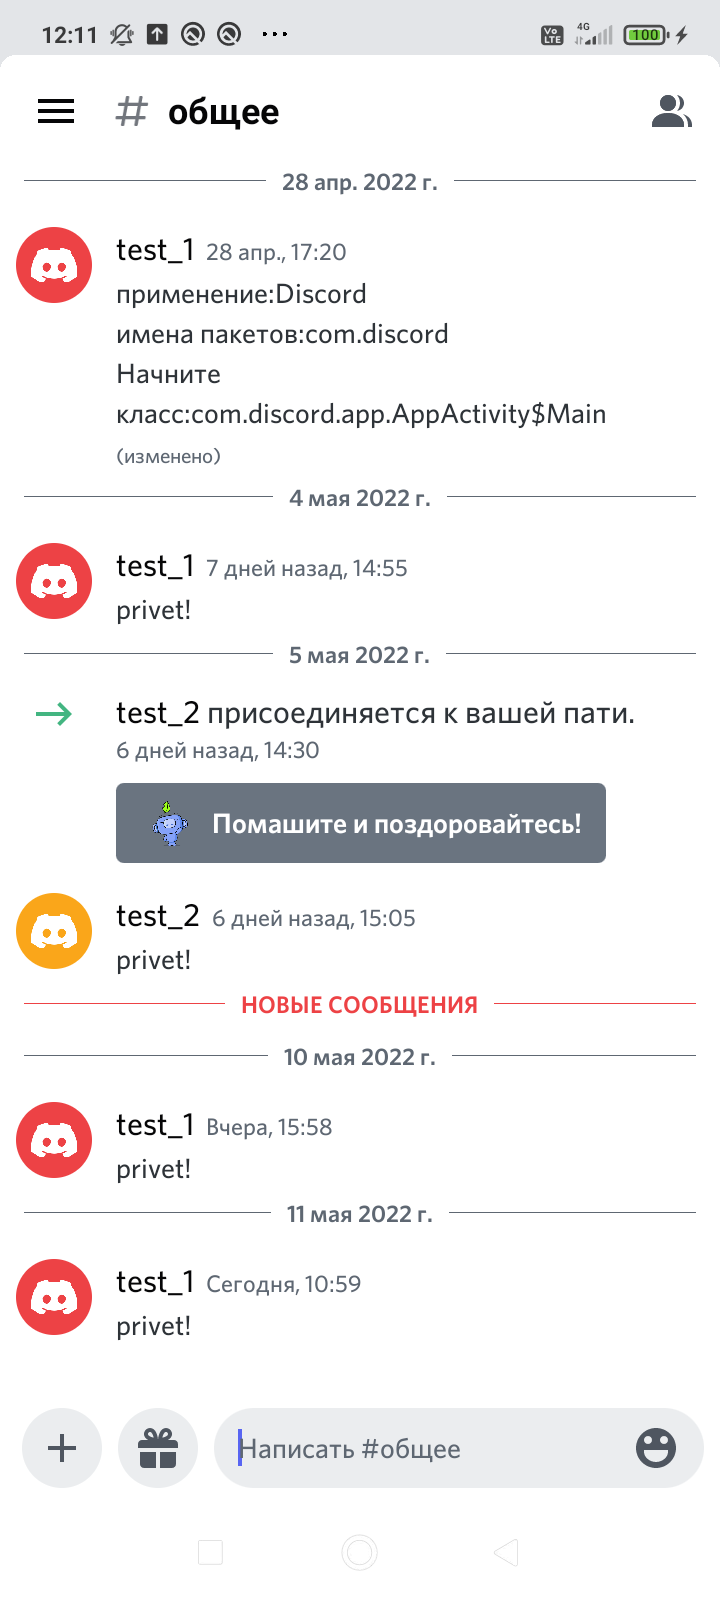 12:11
Vo
LTE
4G
100
# общее
28 апр. 2022 г.
test_1 28 апр., 17:20
применение:Discord
имена пакетов:com.discord
Начните
класс:com.discord.app.AppActivity$Main
(изменено)
4 мая 2022 г.
test_1 7 дней назад, 14:55
privet!
5 мая 2022 г.
test_2 присоединяется к вашей пати.
6 дней назад, 14:30
Помашите и поздоровайтесь!
test_2 6 дней назад, 15:05
privet!
НОВЫЕ СООБЩЕНИЯ
10 мая 2022 г.
test_1 Вчера, 15:58
privet!
11 мая 2022 г.
test_1 Сегодня, 10:59
privet!
Написать #общее